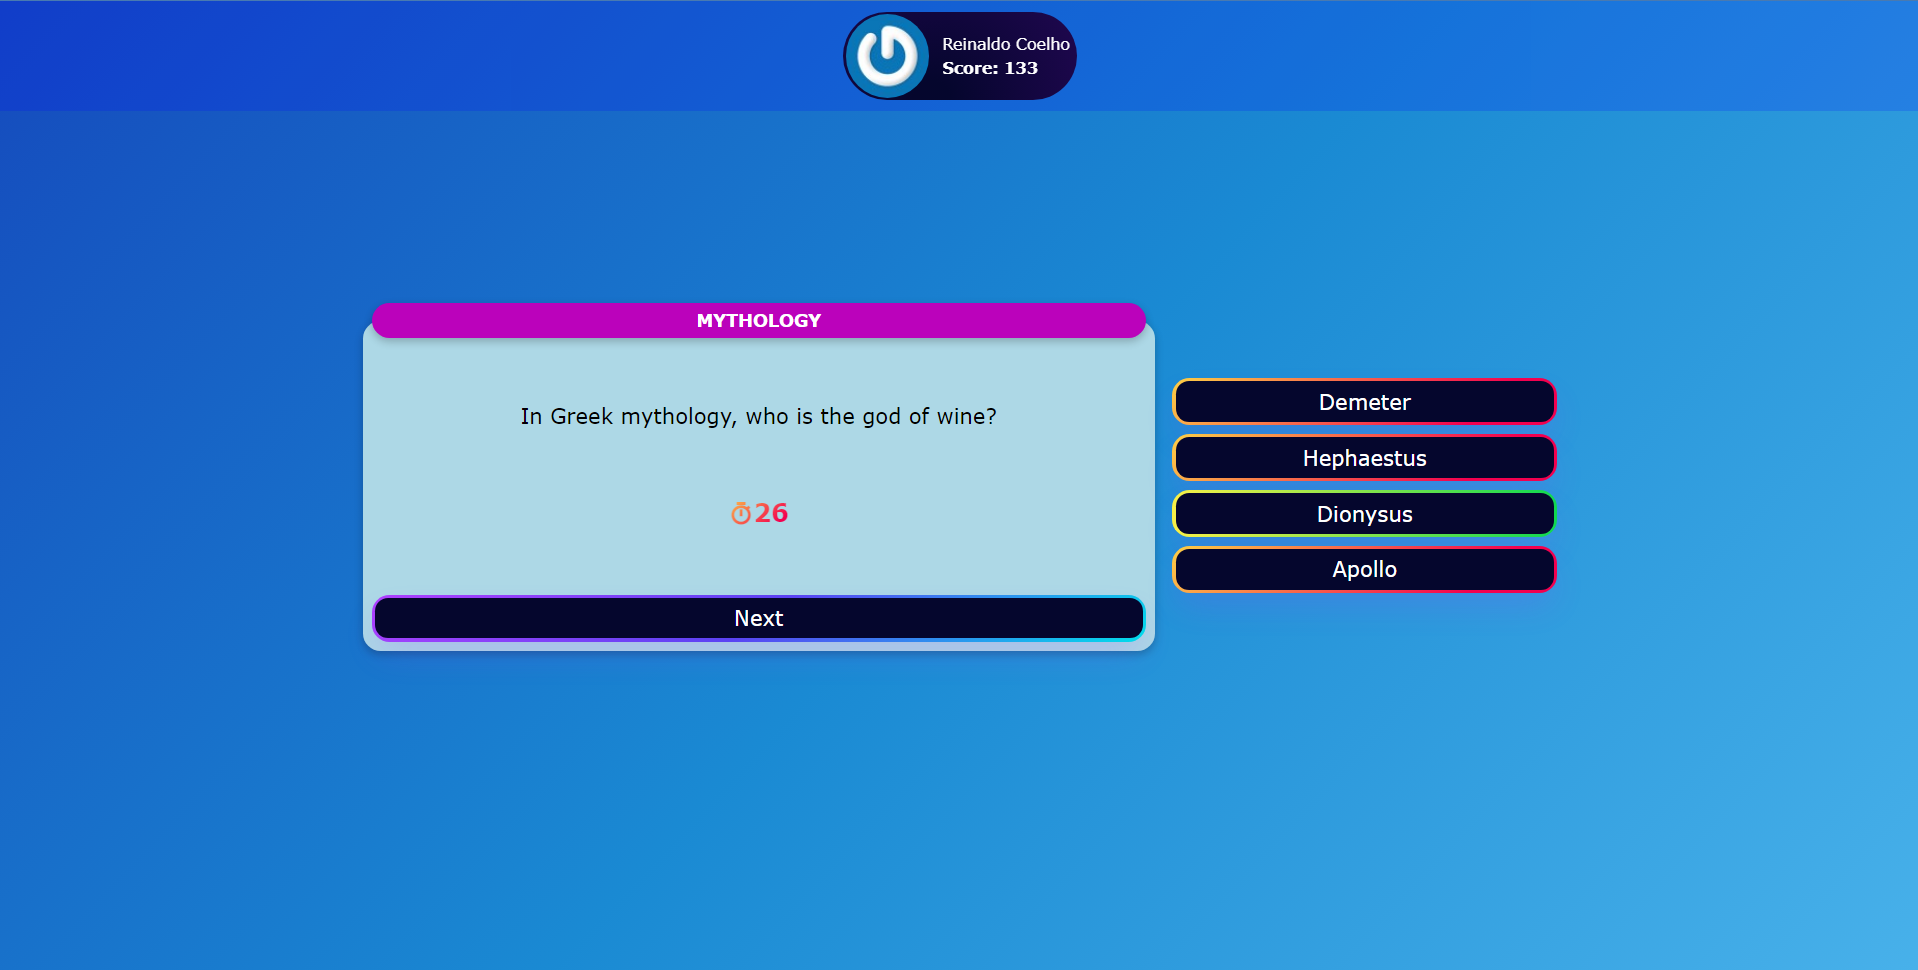 Reinaldo Coelho
Score: 133
MYTHOLOGY
In Greek mythology, who is the god of wine?
26
Next
Demeter
Hephaestus
Dionysus
Apollo